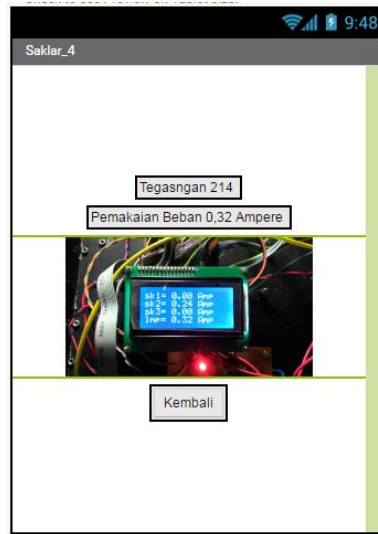 9:48
Saklar_4
Tegasngan 214
Pemakaian Beban 0,32 Ampere
sk1= 0.08 Amp
sk2= 0.24 Amp
sk3= 0.00 Amp
Imp= 0.32 Amp
Kembali